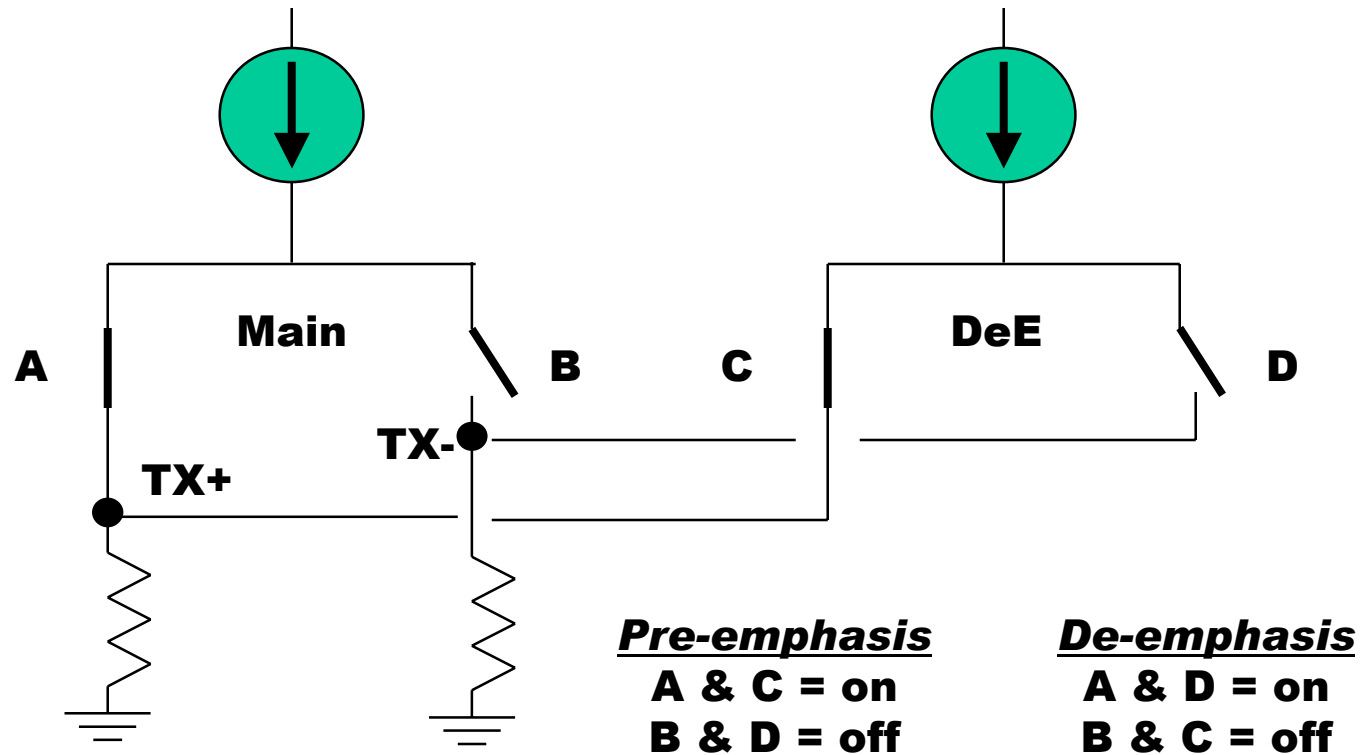 Main
DeE
A
B
C
D
TX-
TX+
Pre-emphasis
A & C = on
B & D = off
De-emphasis
A & D = on
B & C = off